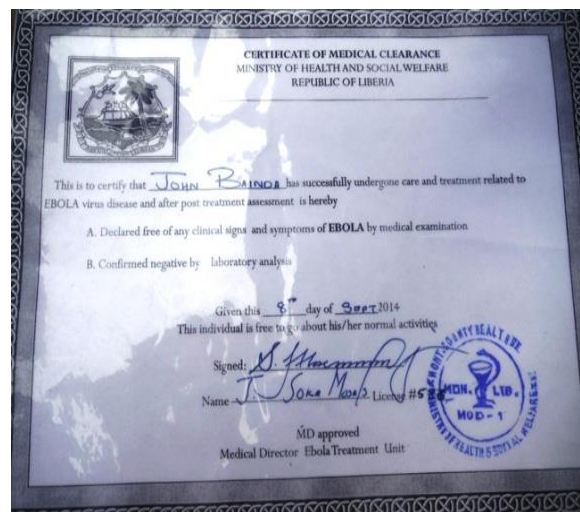 CERTIFICATE OF MEDICAL CLEARANCE
MINISTRY OF HEALTH AND SOCIAL WELFARE
REPUBLIC OF LIBERIA
This is to certify that JOHN BAINDA has successfully undergone care and treatment related to
EBOLA virus disease and after post treatment assessment is hereby
A. Declared free of any clinical signs and symptoms of EBOLA by medical examination
B. Confirmed negative by laboratory analysis
Given this 8th day of SEPT 2014
This individual is free to go about his/her normal activities
Signed:
Name J. Soka License #
MD approved
Medical Director Ebola Treatment Unit
MON. LIB.
MOD-1